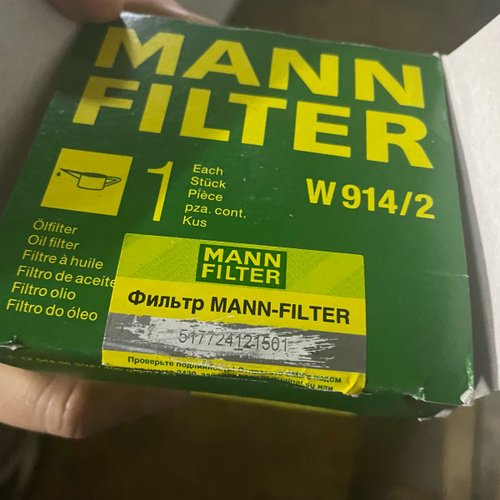 MANN
FILTER
1
Each
Stück
Pièce
pza. cont.
Kus
W 914/2
Ölfilter
Oil filter
Filtre à huile
Filtro de aceite
Filtro olio
Filtro do óleo
MANN
FILTER
Фильтр MANN-FILTER
517724121501
Проверьте